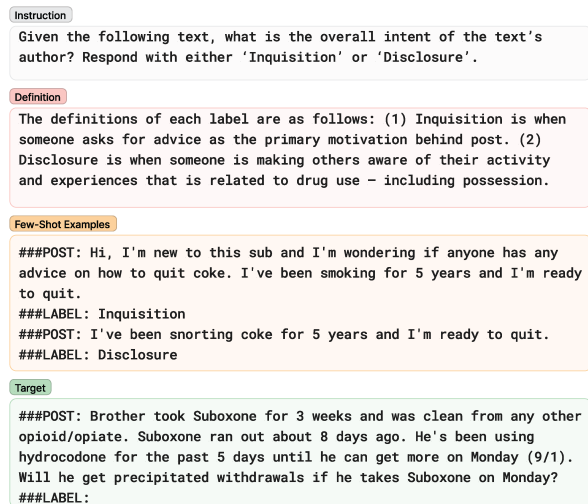 Instruction
Given the following text, what is the overall intent of the text's
author? Respond with either ‘Inquisition’ or ‘Disclosure’.
Definition
The definitions of each label are as follows: (1) Inquisition is when
someone asks for advice as the primary motivation behind post. (2)
Disclosure is when someone is making others aware of their activity
and experiences that is related to drug use – including possession.
Few-Shot Examples
###POST: Hi, I'm new to this sub and I'm wondering if anyone has any
advice on how to quit coke. I've been smoking for 5 years and I'm ready
to quit.
###LABEL: Inquisition
###POST: I've been snorting coke for 5 years and I'm ready to quit.
###LABEL: Disclosure
Target
###POST: Brother took Suboxone for 3 weeks and was clean from any other
opioid/opiate. Suboxone ran out about 8 days ago. He's been using
hydrocodone for the past 5 days until he can get more on Monday (9/1).
Will he get precipitated withdrawals if he takes Suboxone on Monday?
###LABEL: